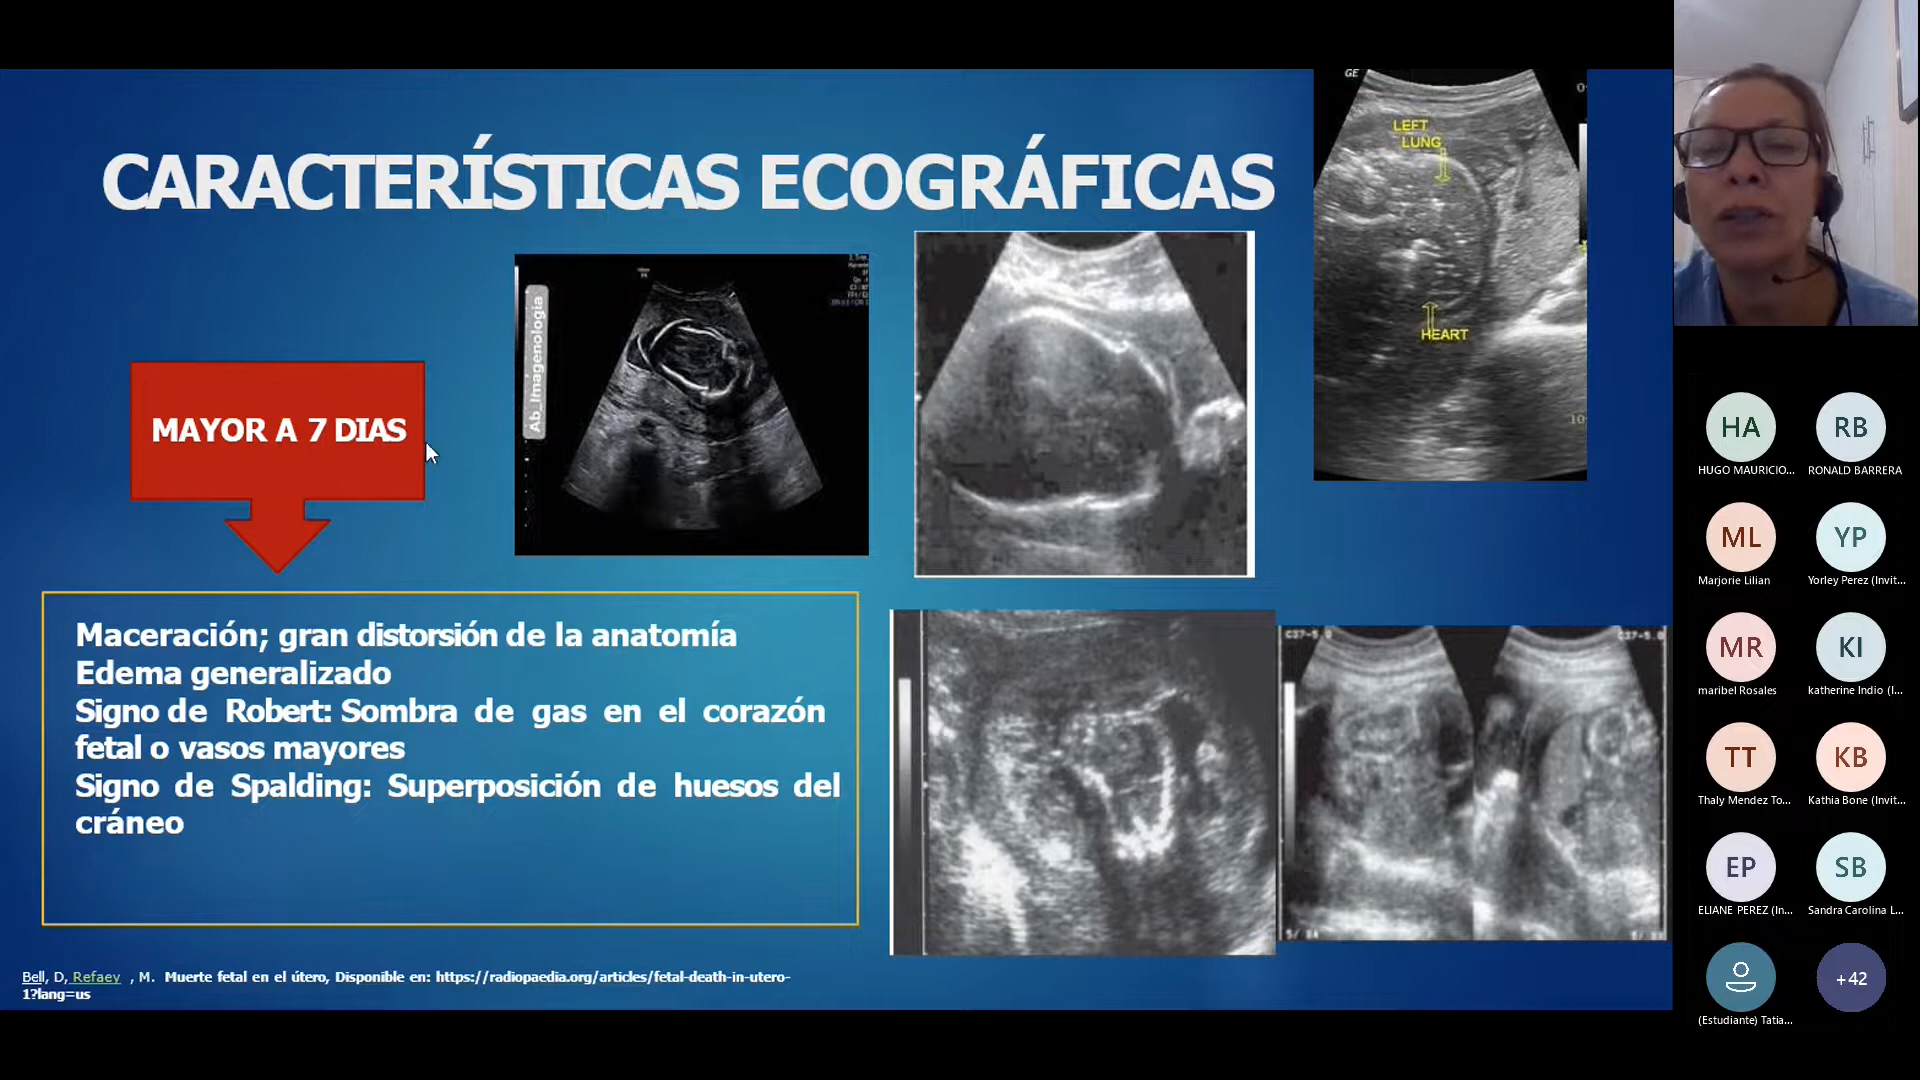 CARACTERÍSTICAS ECOGRÁFICAS
MAYOR A 7 DIAS
Maceración; gran distorsión de la anatomía
Edema generalizado
Signo de Robert: Sombra de gas en el corazón
fetal o vasos mayores
Signo de Spalding: Superposición de huesos del
cráneo
Bell, D, Refaey , M. Muerte fetal en el útero, Disponible en: https://radiopaedia.org/articles/fetal-death-in-utero-
1?lang=us
Ab_Imagenologia
GE
LEFT
LUNG
HEART
C37-5.0
HA
HUGO MAURICIO...
RB
RONALD BARRERA
ML
Marjorie Lilian
YP
Yorley Perez (Invit...
MR
maribel Rosales
KI
katherine Indio (I...
TT
Thaly Mendez To...
KB
Kathia Bone (Invit...
EP
ELIANE PEREZ (In...
SB
Sandra Carolina L...
(Estudiante) Tatia...
+42